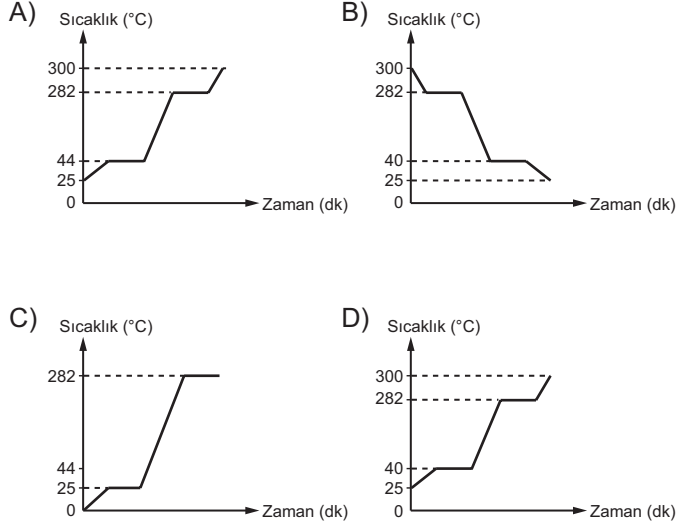 A)
Sıcaklık (°C)
300
282
44
25
0
Zaman (dk)
B)
Sıcaklık (°C)
300
282
40
25
0
Zaman (dk)
C)
Sıcaklık (°C)
282
44
25
0
Zaman (dk)
D)
Sıcaklık (°C)
300
282
40
25
0
Zaman (dk)